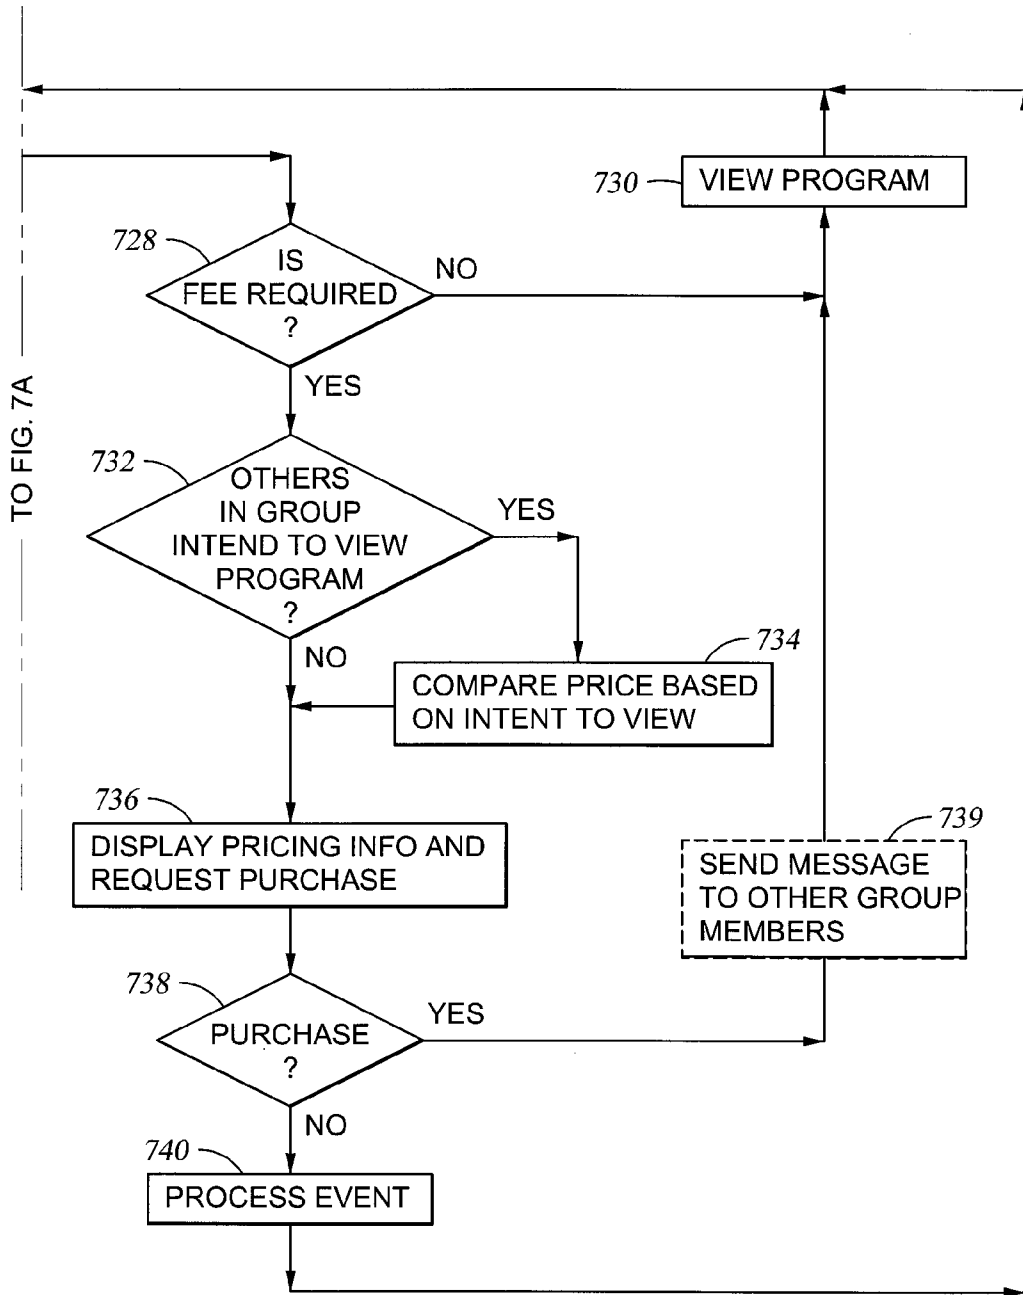 730
VIEW PROGRAM
728
IS
FEE REQUIRED
?
NO
YES
TO FIG. 7A
732
OTHERS
IN GROUP
INTEND TO VIEW
PROGRAM
?
YES
NO
734
COMPARE PRICE BASED
ON INTENT TO VIEW
736
DISPLAY PRICING INFO AND
REQUEST PURCHASE
739
SEND MESSAGE
TO OTHER GROUP
MEMBERS
738
PURCHASE
?
YES
NO
740
PROCESS EVENT